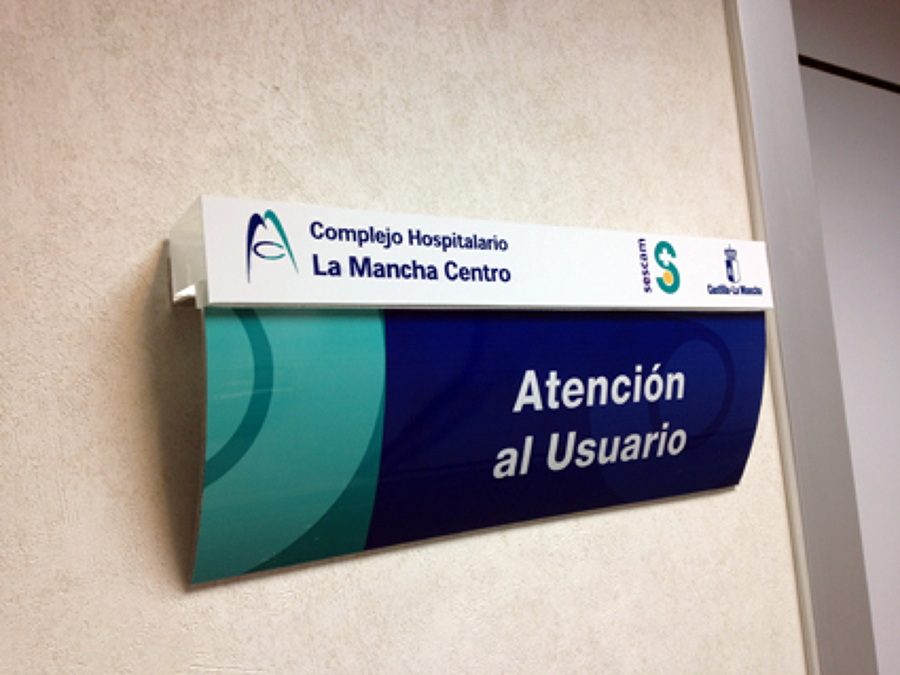 Complejo Hospitalario
La Mancha Centro
sescam
Castilla-La Mancha
Atención
al Usuario